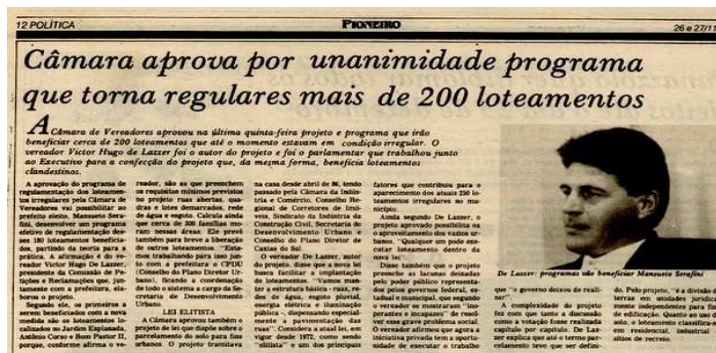 12 POLÍTICA
PIONEIRO
26 e 27/11
Câmara aprova por unanimidade programa
que torna regulares mais de 200 loteamentos
A Câmara de Vereadores aprovou na última quinta-feira projeto e programa que irão
beneficiar cerca de 200 loteamentos que até o momento estavam em condição irregular. O
vereador Victor Hugo de Lazzer foi o autor do projeto e foi o parlamentar que trabalhou junto
ao Executivo para a confecção do projeto que, da mesma forma, beneficia loteamentos
clandestinos.
A aprovação do programa de
regulamentação dos loteamen-
tos irregulares pela Câmara de
Vereadores vai possibilitar ao
prefeito eleito, Mansueto Sera-
fini, desenvolver um programa
efetivo de regulamentação des-
ses 180 loteamentos beneficia-
dos, partindo da teoria para a
prática. A afirmação é do ve-
reador Victor Hugo De Lazzer,
presidente da Comissão de Pe-
tições e Reclamações que, jun-
tamente com a prefeitura, ela-
borou o projeto.
Segundo ele, os primeiros a
serem beneficiados com a nova
medida são os loteamentos lo-
calizados no Jardim Esplanada,
Antônio Corso e Bom Pastor II,
porque, conforme afirma o ve-
reador, são as que preenchem
os requisitos mínimos previstos
no projeto ruas abertas, qua-
dras e lotes demarcados, rede
de água e esgoto. Calcula ainda
que cerca de 300 famílias mo-
ram nessas áreas. Ele prevê
também para breve a liberação
de outros loteamentos. "Esta-
mos trabalhando para isso jun-
to com a prefeitura e CPDU
(Conselho do Plano Diretor Ur-
bano), ficando a coordenação
de todo o sistema a cargo da Se-
cretaria de Desenvolvimento
Urbano.
LEI ELITISTA
A Câmara aprovou também o
projeto de lei que dispõe sobre o
parcelamento do solo para fins
urbanos. O projeto tramitava
na casa desde abril de 86, tendo
passado pela Câmara da Indús-
tria e Comércio, Conselho Re-
gional de Corretores de Imó-
veis, Sindicato da Indústria da
Construção Civil, Secretaria do
Desenvolvimento Urbano e
Conselho do Plano Diretor de
Caxias do Sul.
O vereador De Lazzer, autor
do projeto, disse que a nova lei
busca facilitar a implantação
de loteamentos. "Vamos man-
ter a estrutura básica - ruas, re-
des de água, esgoto pluvial,
energia elétrica e iluminação
pública -, dispensando especial-
mente a pavimentação das
ruas". Considera a atual lei, em
vigor desde 1972, como sendo
"elitista" e um dos principais
fatores que contribuiu para o
aparecimento dos atuais 256 lo-
teamentos irregulares no mu-
nicípio.
Ainda segundo De Lazzer, o
projeto aprovado possibilita os
o aproveitamento dos vazios ur-
banos. "Qualquer um pode exe-
cutar loteamento dentro da
nova lei".
Disse também que o projeto
preenche as lacunas deixadas
pelo poder público representa-
dos pelos governos federal, es-
tadual e municipal, que segundo
o vereador se mostraram "ino-
perantes e incapazes" de resol-
ver esse grave problema social.
O vereador afirma que agora a
iniciativa privada tem a oportu-
nidade de executar o trabalho
De Lazzer: programas vão beneficiar Mansueto Serafini
que "o governo deixou de reali-
zar".
A complexidade do projeto
fez com que tanto a discussão
como a votação fosse realizada
capítulo por capítulo. De Laz-
zer explica que até o termo par-
celamento teve que ser defini-
do. Pelo projeto, "é a divisão d
terras em unidades juridica-
mente independentes para fins
de edificação. Quanto ao uso d
solo, o loteamento classifica-s
em residencial, industrial
sítios de recreio.